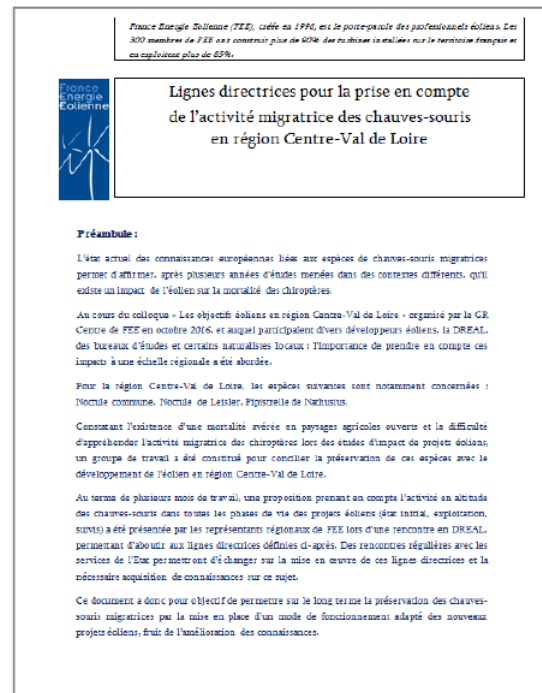 France Energie Eolienne (FEE), créée en 1996, est le porte-parole des professionnels éoliens. Les
300 membres de FEE ont construit plus de 90% des turbines installées sur le territoire français et
en exploitent plus de 85%.
France
Energie
Eolienne
Lignes directrices pour la prise en compte
de l'activité migratrice des chauves-souris
en région Centre-Val de Loire
Préambule :
L'état actuel des connaissances européennes liées aux espèces de chauves-souris migratrices
permet d'affirmer, après plusieurs années d'études menées dans des contextes différents, qu'il
existe un impact de l'éolien sur la mortalité des chiroptères.
Au cours du colloque « Les objectifs éoliens en région Centre-Val de Loire » organisé par le GR
Centre de FEE en octobre 2016, et auquel participaient divers développeurs éoliens, la DREAL,
des bureaux d'études et certains naturalistes locaux ; l'importance de prendre en compte ces
impacts à une échelle régionale a été abordée.
Pour la région Centre-Val de Loire, les espèces suivantes sont notamment concernées :
Noctule commune, Noctule de Leisler, Pipistrelle de Nathusius.
Constatant l'existence d'une mortalité avérée en paysages agricoles ouverts et la difficulté
d'appréhender l'activité migratrice des chiroptères lors des études d'impact de projets éoliens,
un groupe de travail a été constitué pour concilier la préservation de ces espèces avec le
développement de l'éolien en région Centre-Val de Loire.
Au terme de plusieurs mois de travail, une proposition prenant en compte l'activité en altitude
des chauves-souris dans toutes les phases de vie des projets éoliens (état initial, exploitation,
suivis) a été présentée par les représentants régionaux de FEE lors d'une rencontre en DREAL,
permettant d'aboutir aux lignes directrices définies ci-après. Des rencontres régulières avec les
services de l'Etat permettront d'échanger sur la mise en œuvre de ces lignes directrices et la
nécessaire acquisition de connaissances sur ce sujet.
Ce document a donc pour objectif de permettre sur le long terme la préservation des chauves-
souris migratrices par la mise en place d'un mode de fonctionnement adapté des nouveaux
projets éoliens, fruit de l'amélioration des connaissances.